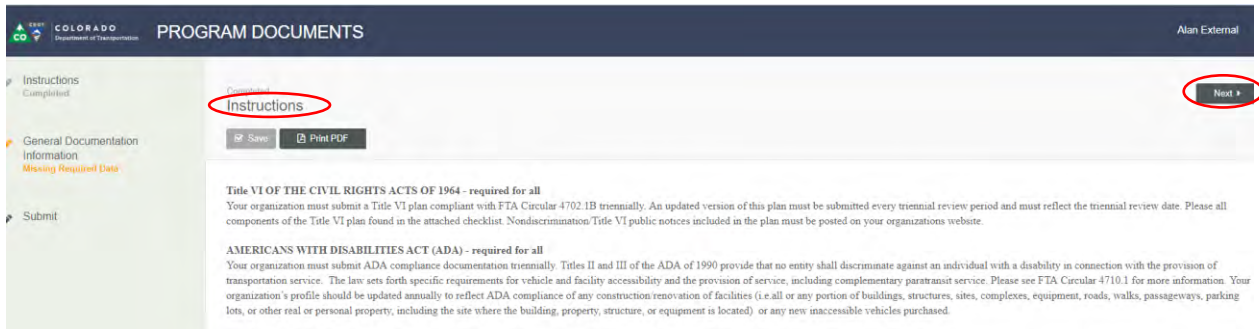 CDOT
CO
COLORADO
Department of Transportation
PROGRAM DOCUMENTS
Alan External
Instructions
Completed
General Documentation
Information
Missing Required Data
Submit
Completed
Instructions
Next
Save
Print PDF
Title VI OF THE CIVIL RIGHTS ACTS OF 1964 - required for all
Your organization must submit a Title VI plan compliant with FTA Circular 4702.1B triennially. An updated version of this plan must be submitted every triennial review period and must reflect the triennial review date. Please all
components of the Title VI plan found in the attached checklist. Nondiscrimination/Title VI public notices included in the plan must be posted on your organizations website.
AMERICANS WITH DISABILITIES ACT (ADA) - required for all
Your organization must submit ADA compliance documentation triennially. Titles II and III of the ADA of 1990 provide that no entity shall discriminate against an individual with a disability in connection with the provision of
transportation service. The law sets forth specific requirements for vehicle and facility accessibility and the provision of service, including complementary paratransit service. Please see FTA Circular 4710.1 for more information. Your
organization's profile should be updated annually to reflect ADA compliance of any construction/renovation of facilities (i.e.all or any portion of buildings, structures, sites, complexes, equipment, roads, walks, passageways, parking
lots, or other real or personal property, including the site where the building, property, structure, or equipment is located) or any new inaccessible vehicles purchased.